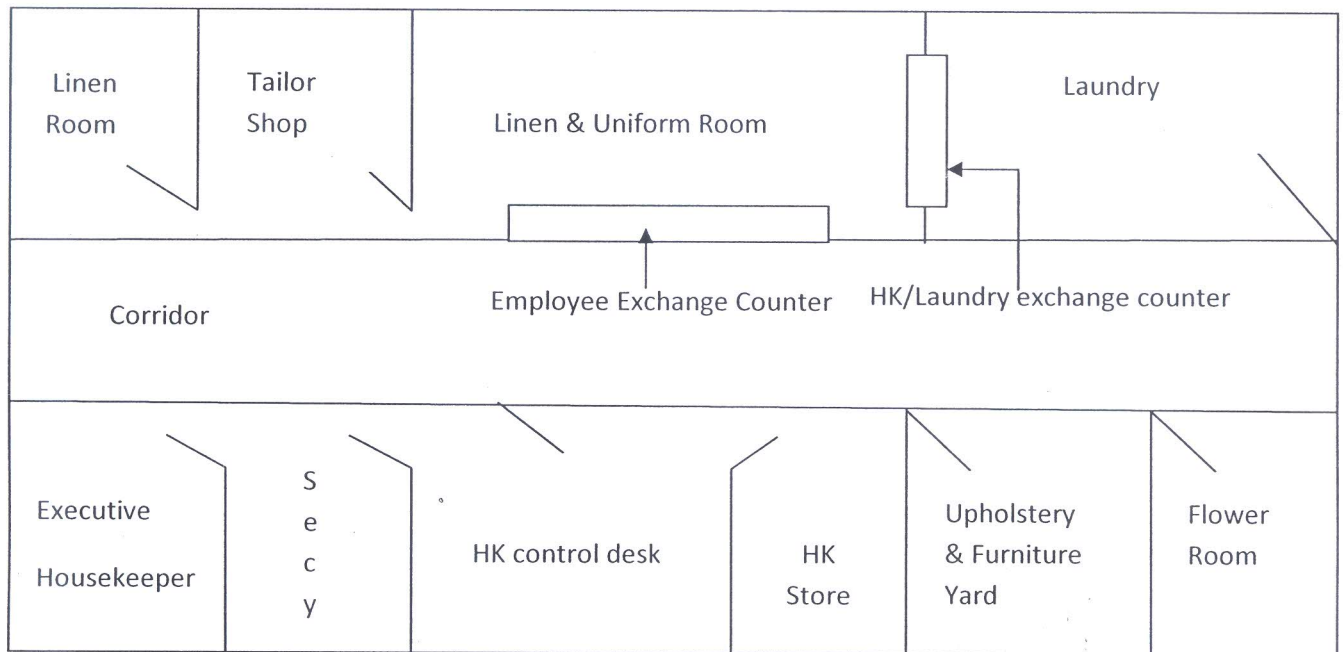 Linen
Room
Tailor
Shop
Linen & Uniform Room
Laundry
Employee Exchange Counter
HK/Laundry exchange counter
Corridor
Executive
Housekeeper
S
e
c
y
HK control desk
HK
Store
Upholstery
& Furniture
Yard
Flower
Room